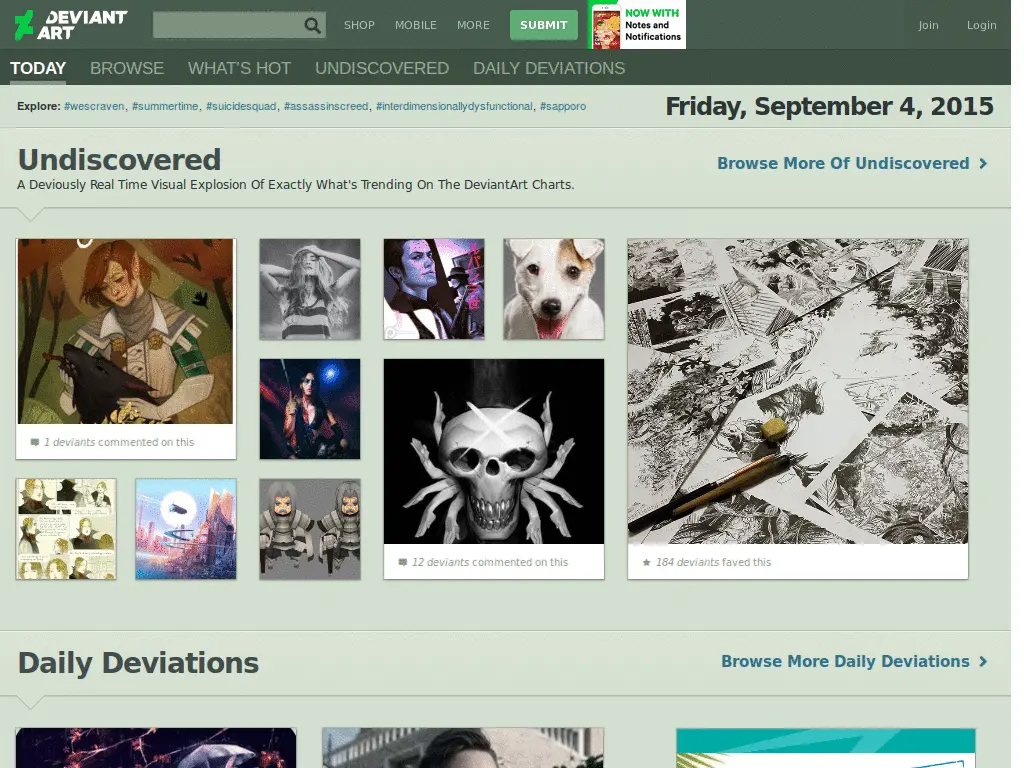 DEVIANT ART
SHOP MOBILE MORE SUBMIT
NOW WITH
Notes and
Notifications
Join Login
TODAY BROWSE WHAT'S HOT UNDISCOVERED DAILY DEVIATIONS
Explore: #wescraven, #summertime, #suicidesquad, #assassinscreed, #interdimensionallydysfunctional, #sapporo
Friday, September 4, 2015
Undiscovered
Browse More Of Undiscovered
A Deviously Real Time Visual Explosion Of Exactly What's Trending On The DeviantArt Charts.
1 deviants commented on this
12 deviants commented on this
184 deviants faved this
Daily Deviations
Browse More Daily Deviations